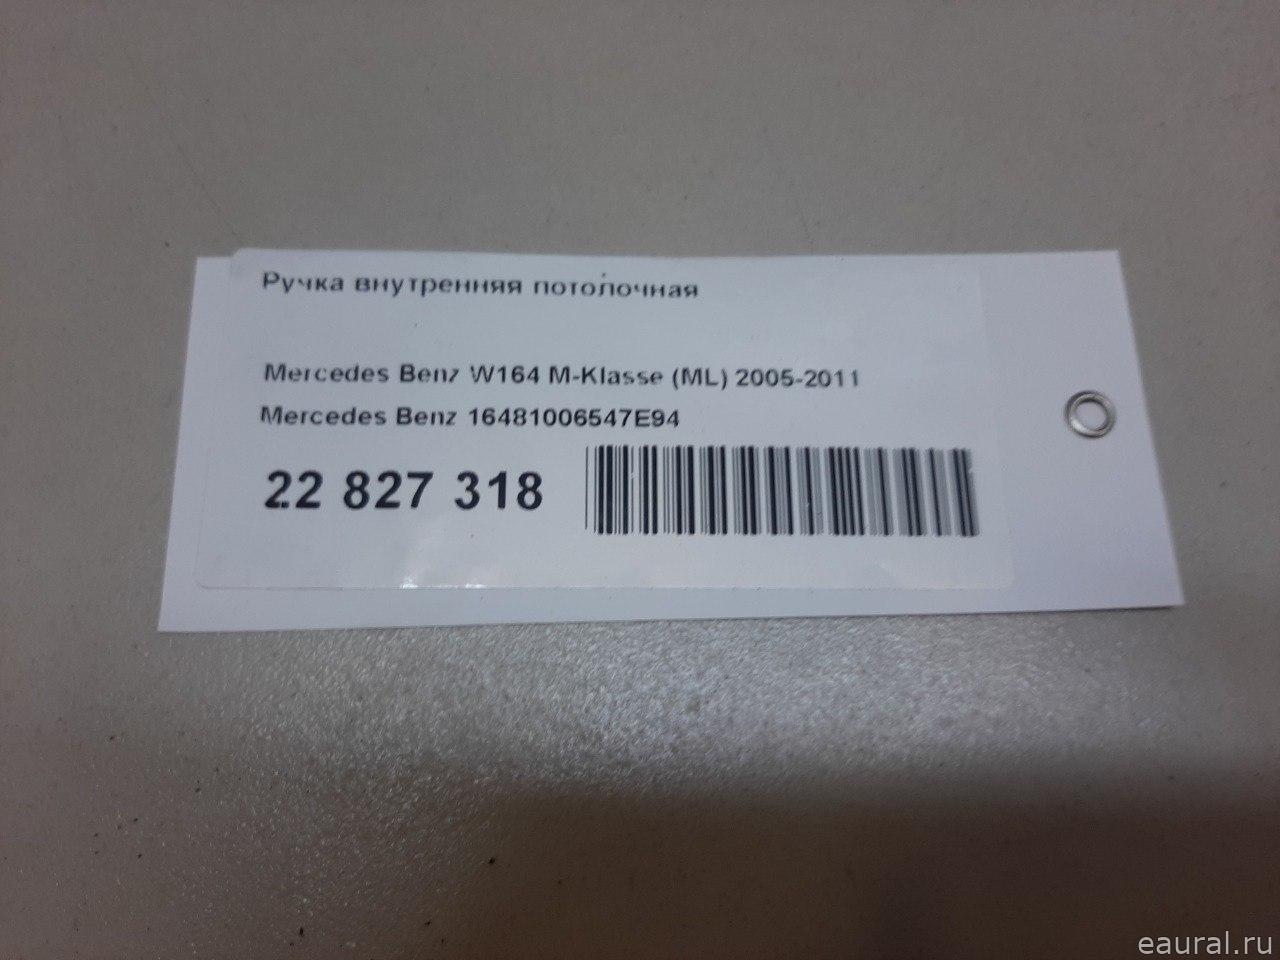 Ручка внутренняя потолочная
Mercedes Benz W164 M-Klasse (ML) 2005-2011
Mercedes Benz 16481006547E94
22 827 318
eaural.ru